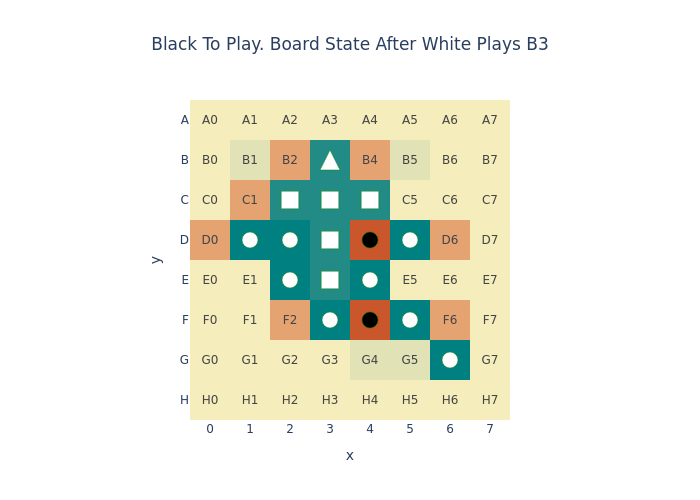 Black To Play. Board State After White Plays B3
A A0 A1 A2 A3 A4 A5 A6 A7
B B0 B1 B2 B4 B5 B6 B7
C C0 C1 C5 C6 C7
D D0 D6 D7
y
E E0 E1 E5 E6 E7
F F0 F1 F2 F6 F7
G G0 G1 G2 G3 G4 G5 G7
H H0 H1 H2 H3 H4 H5 H6 H7
0 1 2 3 4 5 6 7
x